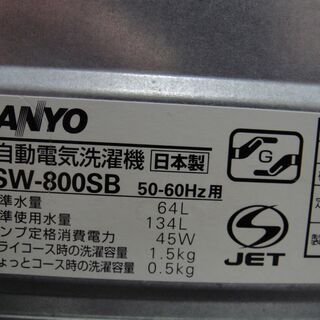 ANYO
自動電気洗濯機 日本製
SW-800SB 50-60Hz用
準水量 64L
準使用水量 134L
ンプ定格消費電力 45W
ライコース時の洗濯容量 1.5kg
ょっとコース時の洗濯容量 0.5kg
G
S
JET
定
製